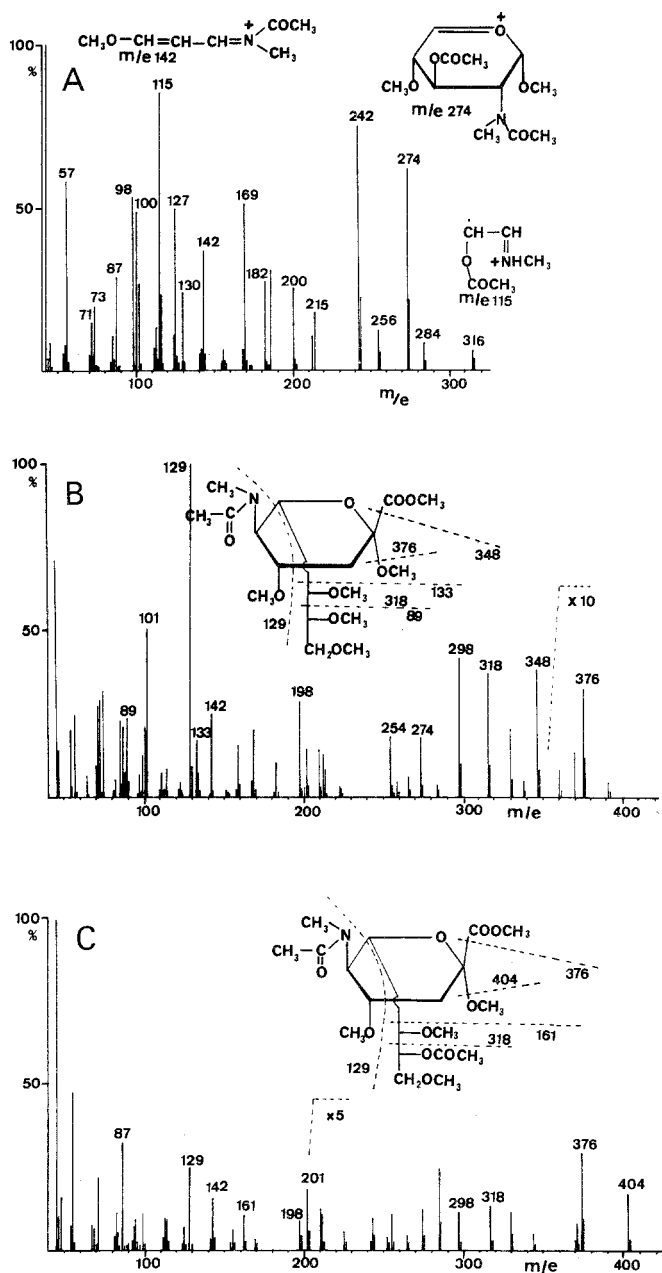 A
100
%
50
CH₃O—CH=CH—CH=N
+
COCH₃
CH₃
m/e 142
+
O
OCOCH₃
OCH₃
OCH₃
N
CH₃
COCH₃
m/e 274
·
CH — CH
O
+NHCH₃
COCH₃
m/e 115
57
71
73
87
98
100
115
127
130
142
169
182
200
215
242
256
274
284
316
100
200
300
m/e
B
100
%
50
CH₃
N
CH₃
C
O
O
COOCH₃
OCH₃
CH₃O
OCH₃
OCH₃
CH₂OCH₃
376
348
133
318
89
129
x 10
129
101
89
133
142
198
254
274
298
318
348
376
100
200
300
400
m/e
C
100
%
50
CH₃
N
CH₃
C
O
O
COOCH₃
OCH₃
CH₃O
OCH₃
OCOCH₃
CH₂OCH₃
404
376
161
318
129
x5
87
129
142
161
198
201
298
318
376
404
100
200
300
400
m/e